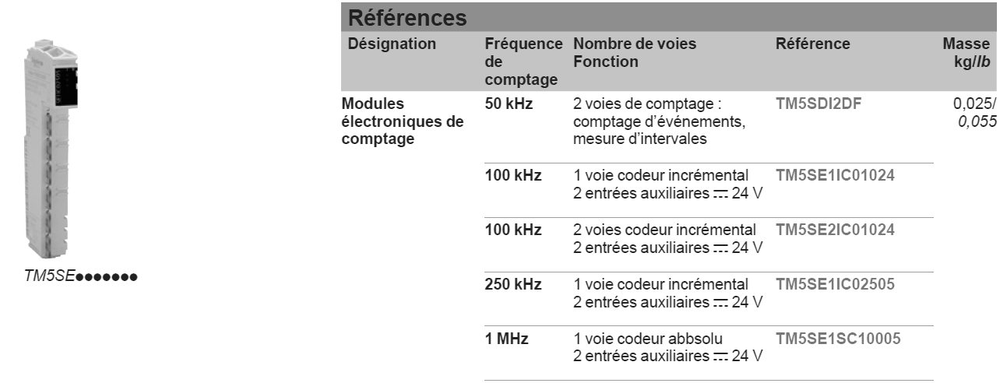 Références
Désignation
Fréquence
de
comptage
Nombre de voies
Fonction
Référence
Masse
kg/lb
Modules
électroniques de
comptage
50 kHz
2 voies de comptage :
comptage d’événements,
mesure d’intervales
TM5SDI2DF
0,025/
0,055
100 kHz
1 voie codeur incrémental
2 entrées auxiliaires ⎓ 24 V
TM5SE1IC01024
100 kHz
2 voies codeur incrémental
2 entrées auxiliaires ⎓ 24 V
TM5SE2IC01024
250 kHz
1 voie codeur incrémental
2 entrées auxiliaires ⎓ 24 V
TM5SE1IC02505
1 MHz
1 voie codeur abbsolu
2 entrées auxiliaires ⎓ 24 V
TM5SE1SC10005
TM5SE●●●●●●●